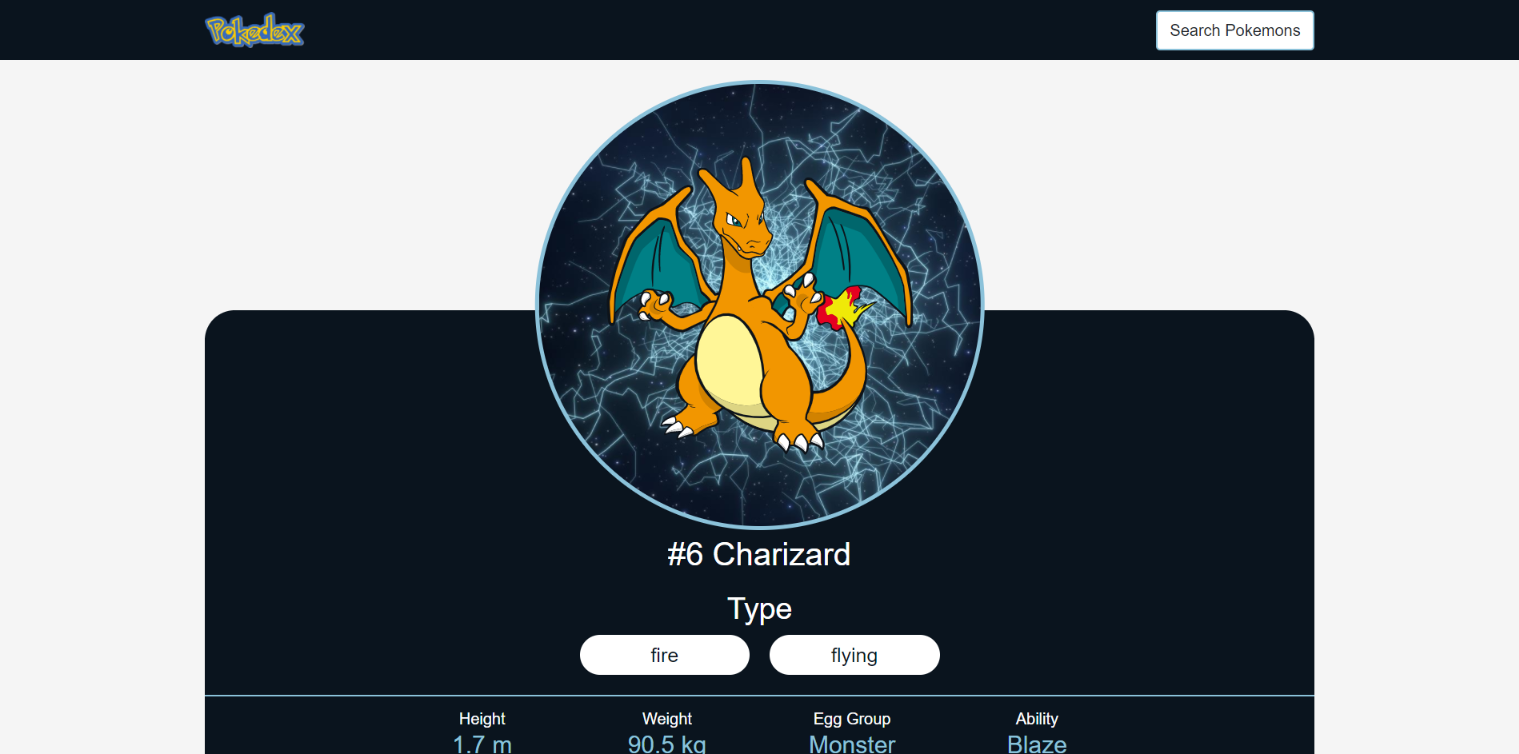 Pokedex
Search Pokemons
#6 Charizard
Type
fire flying
Height Weight Egg Group Ability
1.7 m 90.5 kg Monster Blaze